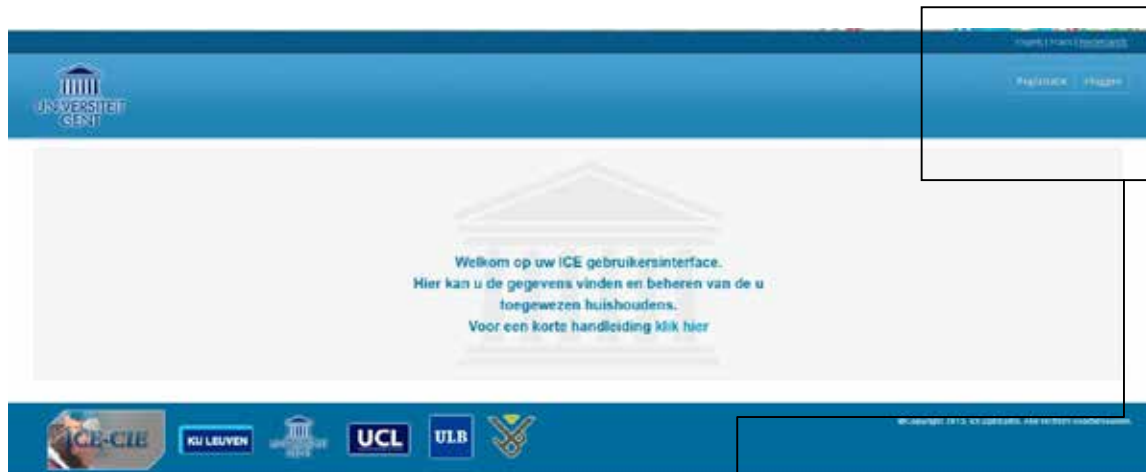 Nederlands
Registratie Inloggen
UNIVERSITEIT
GENT
Welkom op uw ICE gebruikersinterface.
Hier kan u de gegevens vinden en beheren van de u
toegewezen huishoudens.
Voor een korte handleiding klik hier
ICE-CIE
KU LEUVEN
UCL
ULB